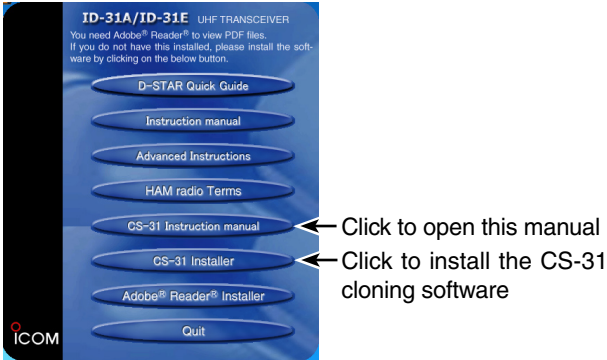 ID-31A/ID-31E UHF TRANSCEIVER
You need Adobe® Reader® to view PDF files.
If you do not have this installed, please install the soft-
ware by clicking on the below button.
D-STAR Quick Guide
Instruction manual
Advanced Instructions
HAM radio Terms
CS-31 Instruction manual
Click to open this manual
CS-31 Installer
Click to install the CS-31
cloning software
Adobe® Reader® Installer
Quit
ICOM